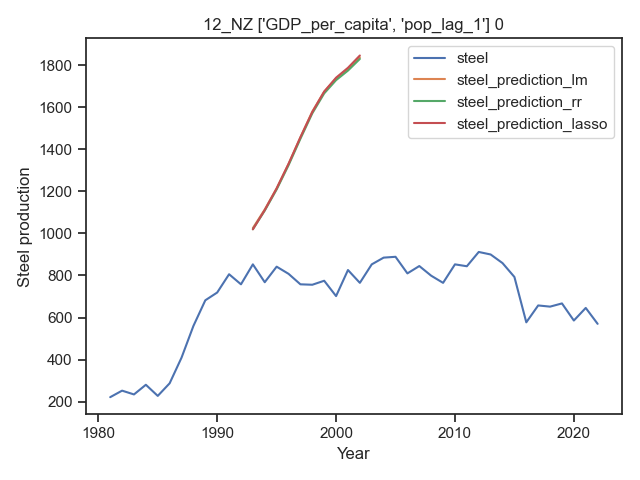 12_NZ ['GDP_per_capita', 'pop_lag_1'] 0
steel
steel_prediction_lm
steel_prediction_rr
steel_prediction_lasso
Steel production
1800
1600
1400
1200
1000
800
600
400
200
1980 1990 2000 2010 2020
Year